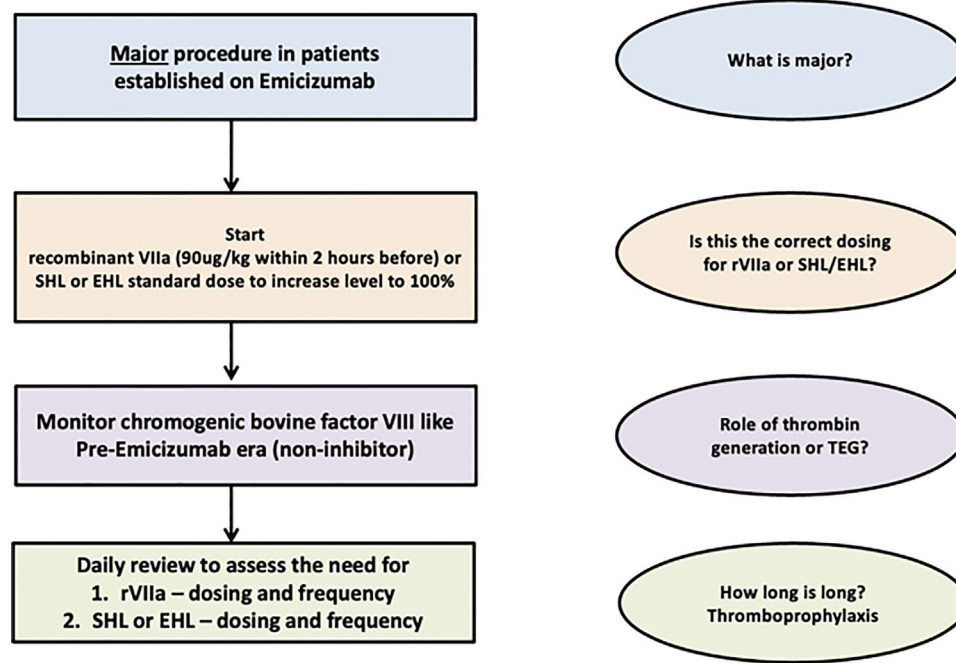 Major procedure in patients
established on Emicizumab
What is major?
Start
recombinant VIIa (90ug/kg within 2 hours before) or
SHL or EHL standard dose to increase level to 100%
Is this the correct dosing
for rVIIa or SHL/EHL?
Monitor chromogenic bovine factor VIII like
Pre-Emicizumab era (non-inhibitor)
Role of thrombin
generation or TEG?
Daily review to assess the need for
1. rVIIa – dosing and frequency
2. SHL or EHL – dosing and frequency
How long is long?
Thromboprophylaxis